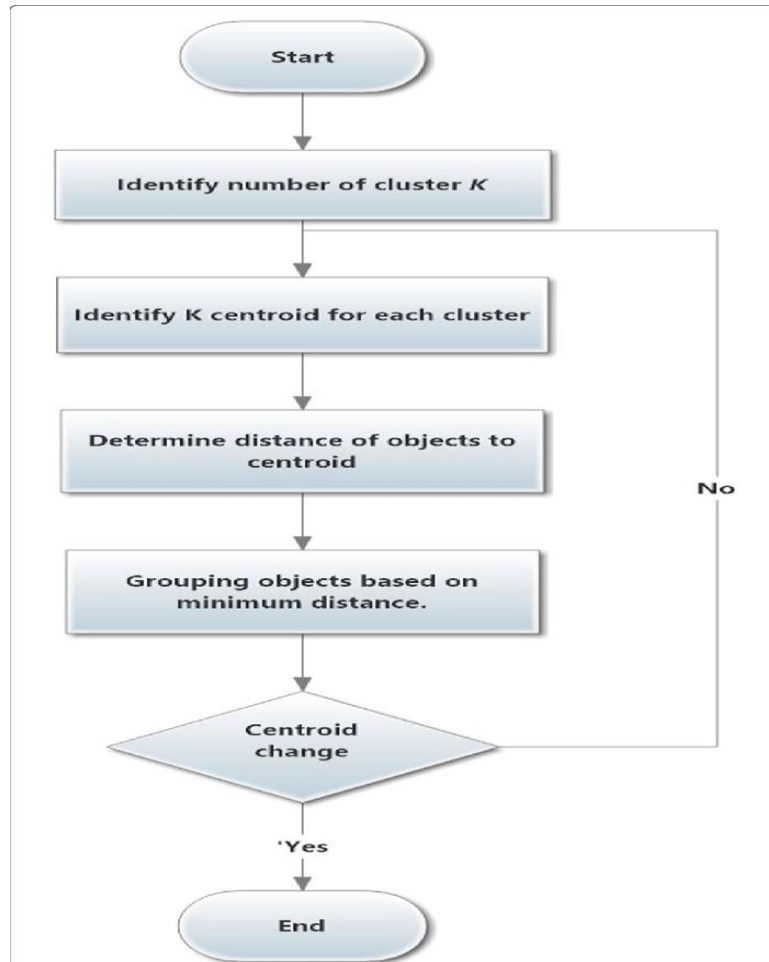 Start
Identify number of cluster K
Identify K centroid for each cluster
Determine distance of objects to
centroid
No
Grouping objects based on
minimum distance.
Centroid
change
'Yes
End